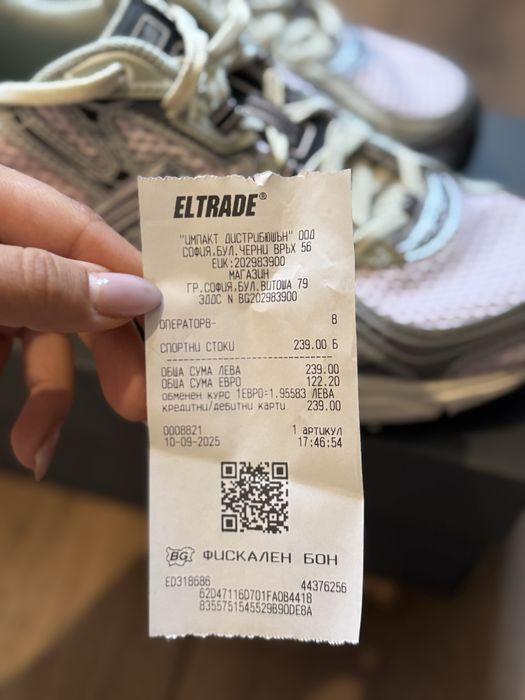 ELTRADE®
"ИМПАКТ ДИСТРИБЮШЪН" ООД
СОФИЯ,БУЛ.ЧЕРНИ ВРЪХ 56
ЕИК:202983900
МАГАЗИН
ГР.СОФИЯ,БУЛ.ВИТОША 79
ЗДДС N BG202983900
ОПЕРАТОР8- 8
СПОРТНИ СТОКИ 239.00 Б
ОБЩА СУМА ЛЕВА 239.00
ОБЩА СУМА ЕВРО 122.20
ОБМЕНЕН КУРС 1ЕВРО=1.95583 ЛЕВА
КРЕДИТНИ/ДЕБИТНИ КАРТИ 239.00
0008821 1 АРТИКУЛ
10-09-2025 17:46:54
BG ФИСКАЛЕН БОН
ED318686 44376256
62D47116D701FA0B4418
8355751545529B90DE8A